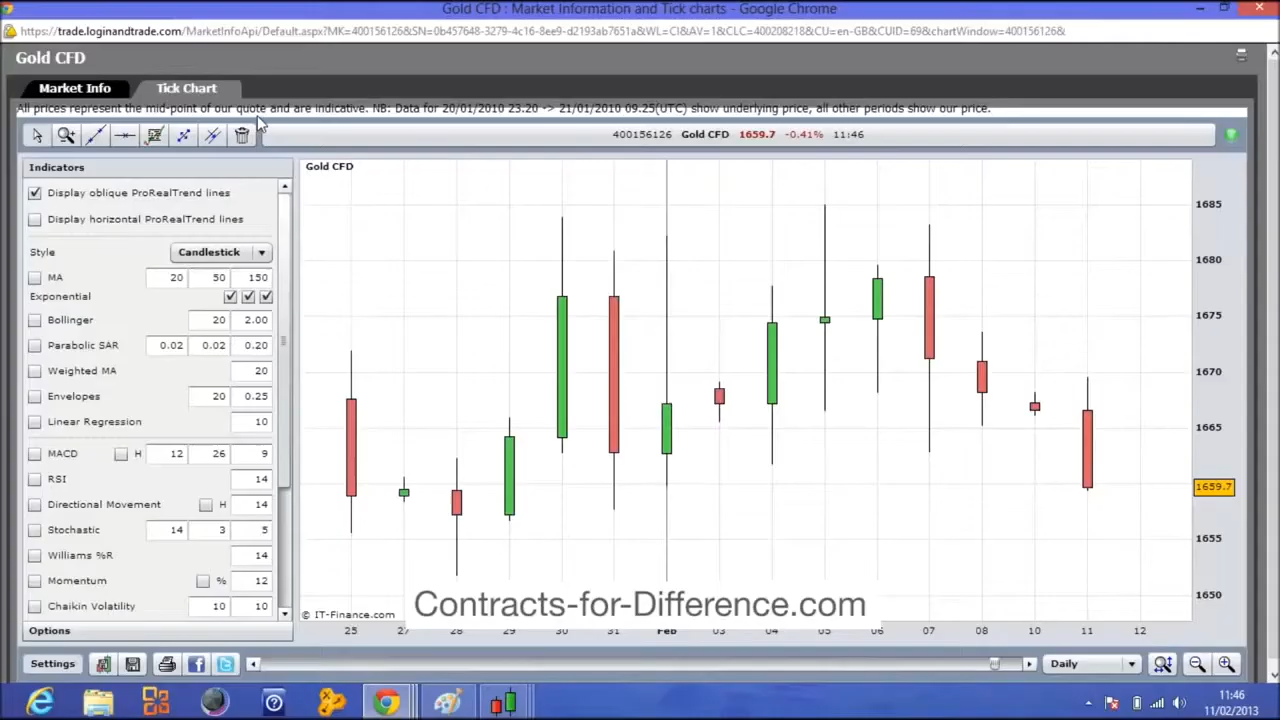 Gold CFD : Market Information and Tick charts - Google Chrome
https://trade.loginandtrade.com/MarketInfoApi/Default.aspx?MK=400156126&SN=0b457648-3279-4c16-8ee9-d2193ab7651a&WL=CI&AV=1&CLC=400208218&CU=en-GB&CUID=69&chartWindow=400156126&
Gold CFD
Market Info Tick Chart
All prices represent the mid-point of our quote and are indicative. NB: Data for 20/01/2010 23.20 -> 21/01/2010 09.25(UTC) show underlying price, all other periods show our price.
400156126 Gold CFD 1659.7 -0.41% 11:46
Indicators
Display oblique ProRealTrend lines
Display horizontal ProRealTrend lines
Style Candlestick
MA 20 50 150
Exponential
Bollinger 20 2.00
Parabolic SAR 0.02 0.02 0.20
Weighted MA 20
Envelopes 20 0.25
Linear Regression 10
MACD H 12 26 9
RSI 14
Directional Movement H 14
Stochastic 14 3 5
Williams %R 14
Momentum % 12
Chaikin Volatility 10 10
Options
Gold CFD
1685
1680
1675
1670
1665
1659.7
1655
1650
Contracts-for-Difference.com
© IT-Finance.com
25 27 28 29 30 31 Feb 03 04 05 06 07 08 10 11 12
Settings Daily
11:46
11/02/2013